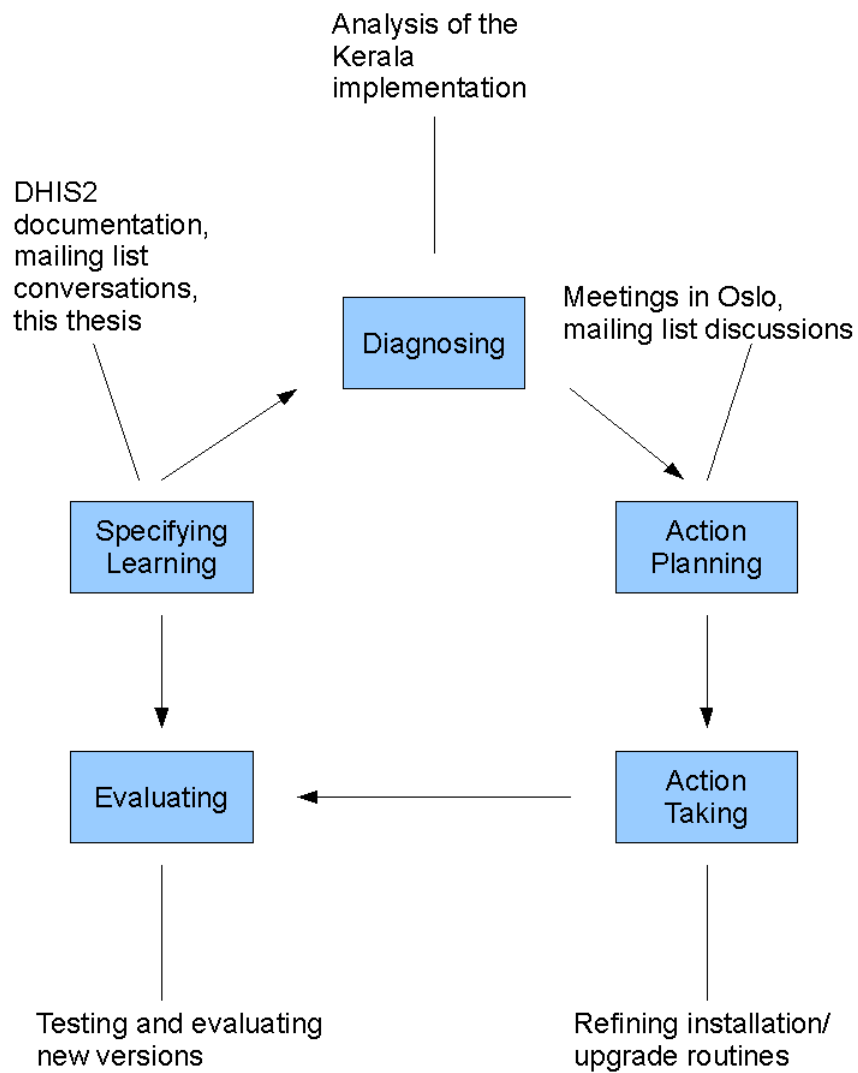 Analysis of the
Kerala
implementation
DHIS2
documentation,
mailing list
conversations,
this thesis
Meetings in Oslo,
mailing list discussions
Diagnosing
Specifying
Learning
Action
Planning
Evaluating
Action
Taking
Testing and evaluating
new versions
Refining installation/
upgrade routines